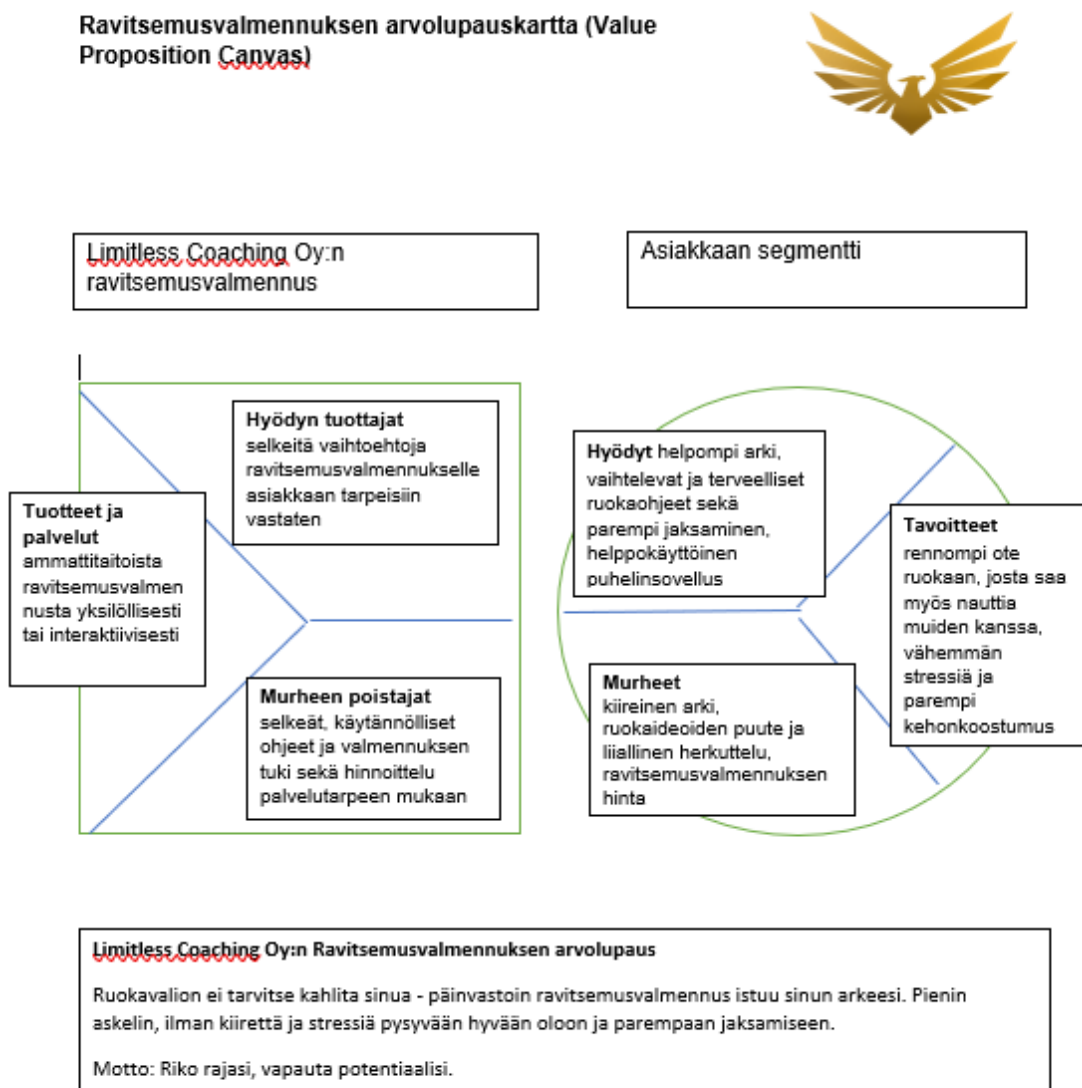 Ravitsemusvalmennuksen arvolupauskartta (Value
Proposition Canvas)
Limitless Coaching Oy:n
ravitsemusvalmennus
Asiakkaan segmentti
Tuotteet ja
palvelut
ammattitaitoista
ravitsemusvalmen
nusta yksilöllisesti
tai interaktiivisesti
Hyödyn tuottajat
selkeitä vaihtoehtoja
ravitsemusvalmennukselle
asiakkaan tarpeisiin
vastaten
Murheen poistajat
selkeät, käytännölliset
ohjeet ja valmennuksen
tuki sekä hinnoittelu
palvelutarpeen mukaan
Hyödyt helpompi arki,
vaihtelevat ja terveelliset
ruokaohjeet sekä
parempi jaksaminen,
helppokäyttöinen
puhelinsovellus
Murheet
kiireinen arki,
ruokaideoiden puute ja
liiallinen herkuttelu,
ravitsemusvalmennuksen
hinta
Tavoitteet
rennompi ote
ruokaan, josta saa
myös nauttia
muiden kanssa,
vähemmän
stressiä ja
parempi
kehonkoostumus
Limitless Coaching Oy:n Ravitsemusvalmennuksen arvolupaus
Ruokavalion ei tarvitse kahlita sinua - päinvastoin ravitsemusvalmennus istuu sinun arkeesi. Pienin
askelin, ilman kiirettä ja stressiä pysyvään hyvään oloon ja parempaan jaksamiseen.
Motto: Riko rajasi, vapauta potentiaalisi.